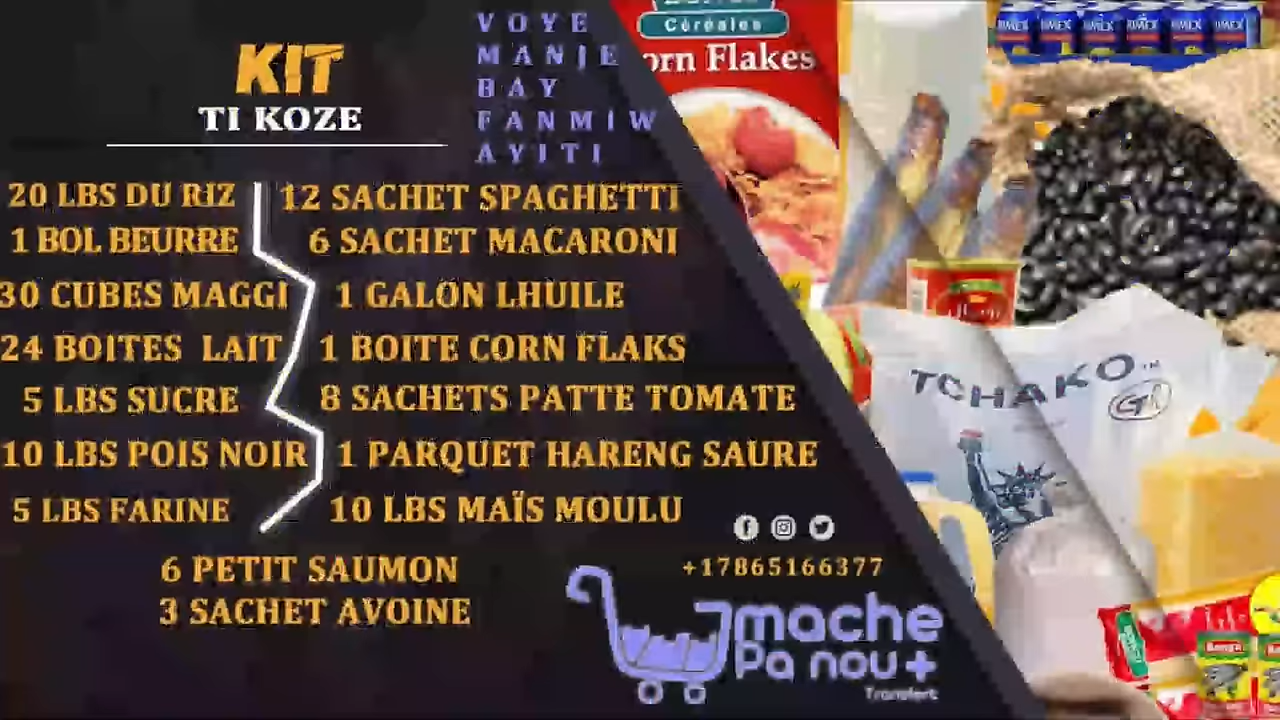 KIT
TI KOZE
VOYE
MANJE
BAY
FANMIW
AYITI
20 LBS DU RIZ
1 BOL BEURRE
30 CUBES MAGGI
24 BOITES LAIT
5 LBS SUCRE
10 LBS POIS NOIR
5 LBS FARINE
12 SACHET SPAGHETTI
6 SACHET MACARONI
1 GALON LHUILE
1 BOITE CORN FLAKS
8 SACHETS PATTE TOMATE
1 PARQUET HARENG SAURE
10 LBS MAÏS MOULU
6 PETIT SAUMON
3 SACHET AVOINE
+17865166377
mache
Pa nou+
Transfert
Céréales
orn Flakes
TCHAKO